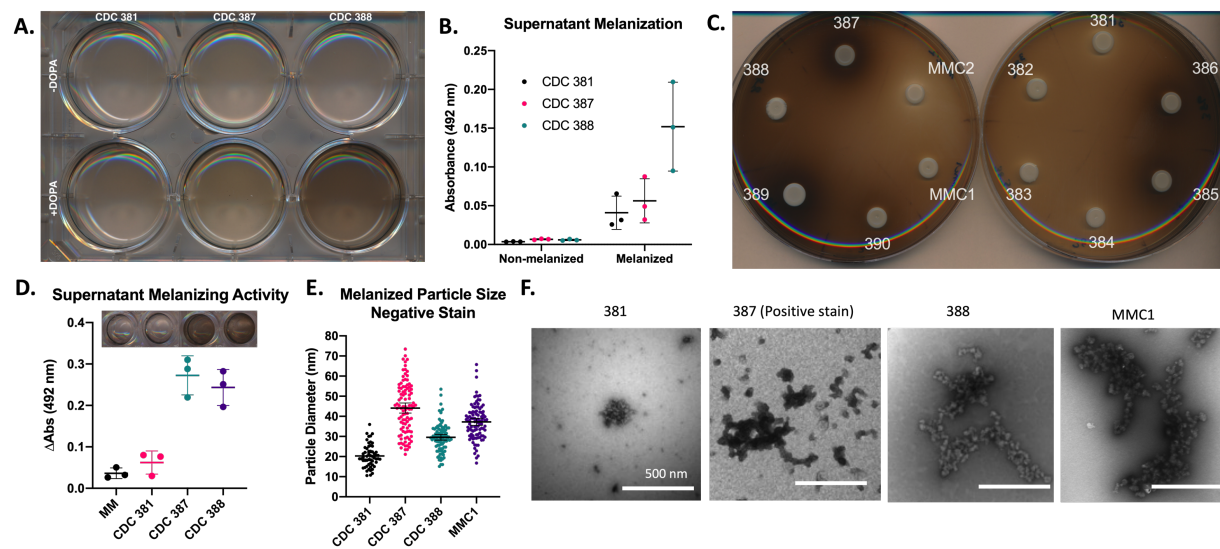 A.
CDC 381
CDC 387
CDC 388
-DOPA
+DOPA
B.
Supernatant Melanization
Absorbance (492 nm)
0.25
0.20
0.15
0.10
0.05
0.00
CDC 381
CDC 387
CDC 388
Non-melanized
Melanized
C.
387
388
MMC2
389
MMC1
390
381
382
386
383
385
384
D.
Supernatant Melanizing Activity
ΔAbs (492 nm)
0.4
0.3
0.2
0.1
0.0
MM
CDC 381
CDC 387
CDC 388
E.
Melanized Particle Size
Negative Stain
Particle Diameter (nm)
80
70
60
50
40
30
20
10
0
CDC 381
CDC 387
CDC 388
MMC1
F.
381
387 (Positive stain)
388
MMC1
500 nm